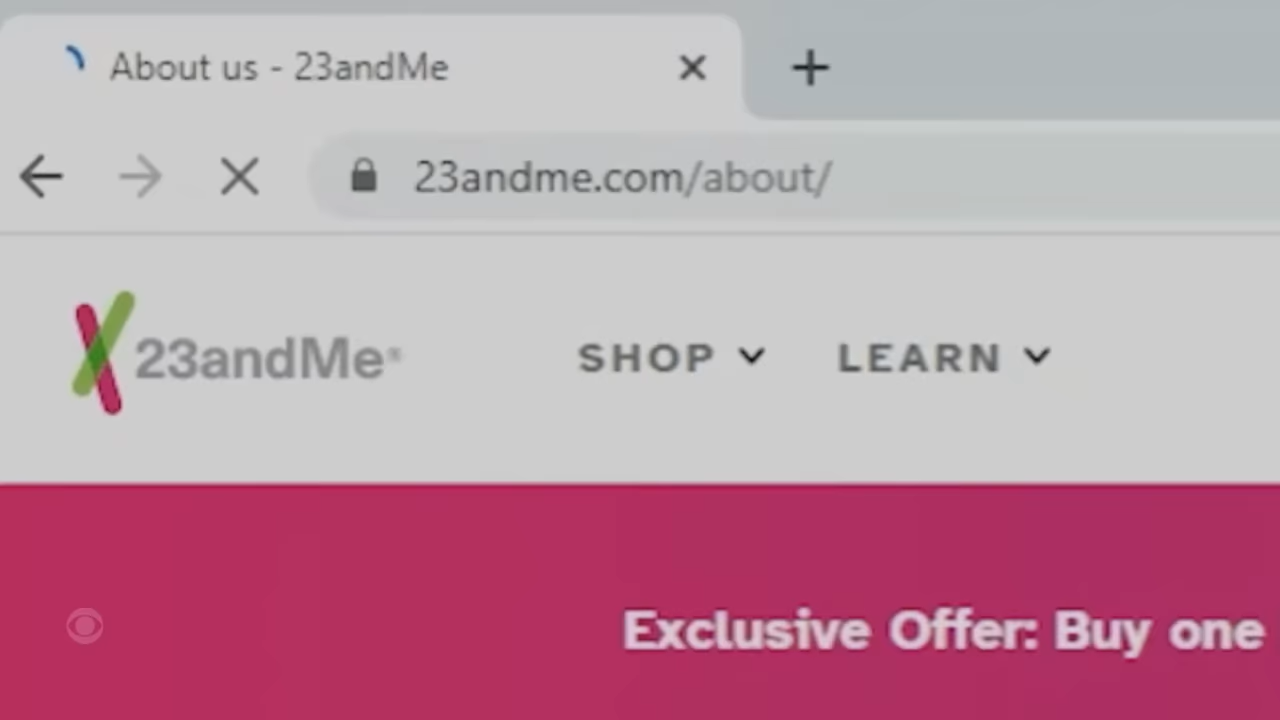 About us - 23andMe
23andme.com/about/
23andMe®
SHOP
LEARN
Exclusive Offer: Buy one